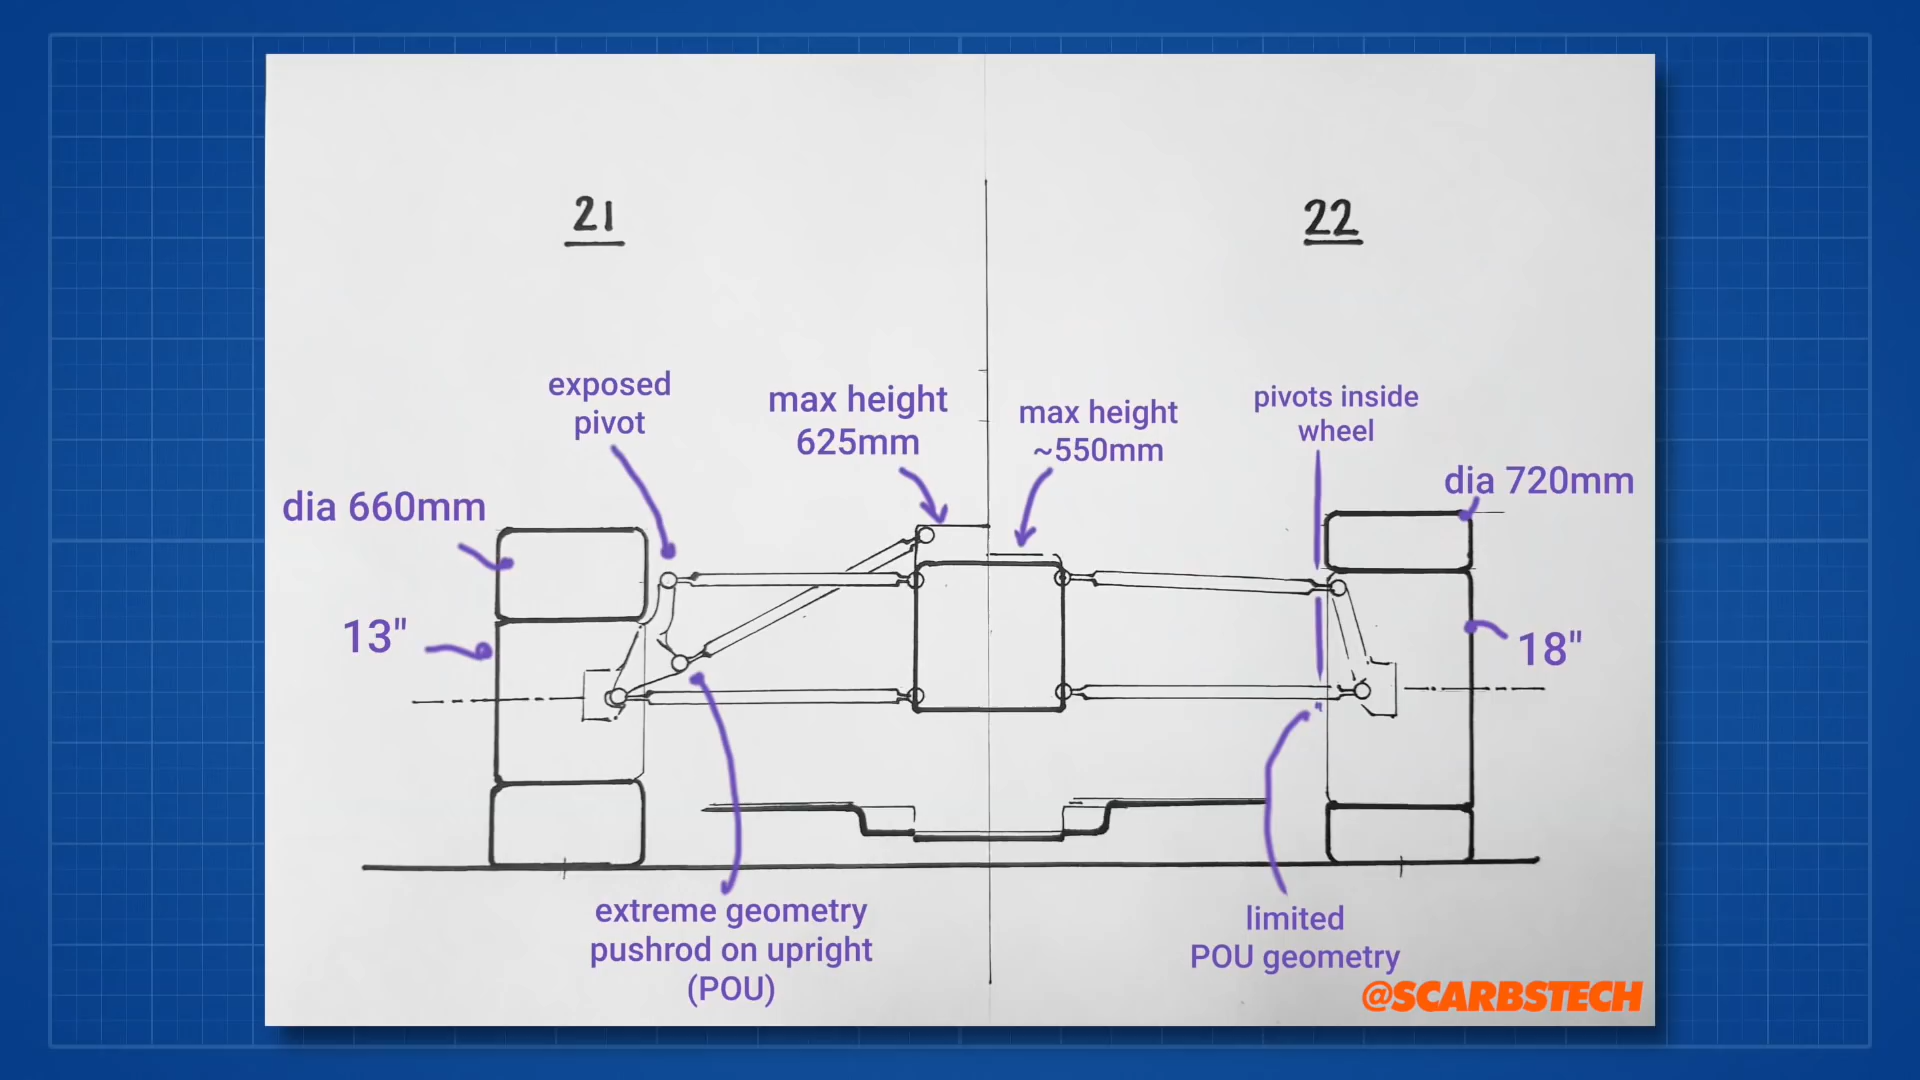 21
22
exposed
pivot
max height
625mm
max height
~550mm
pivots inside
wheel
dia 660mm
dia 720mm
13"
18"
extreme geometry
pushrod on upright
(POU)
limited
POU geometry
@SCARBSTECH